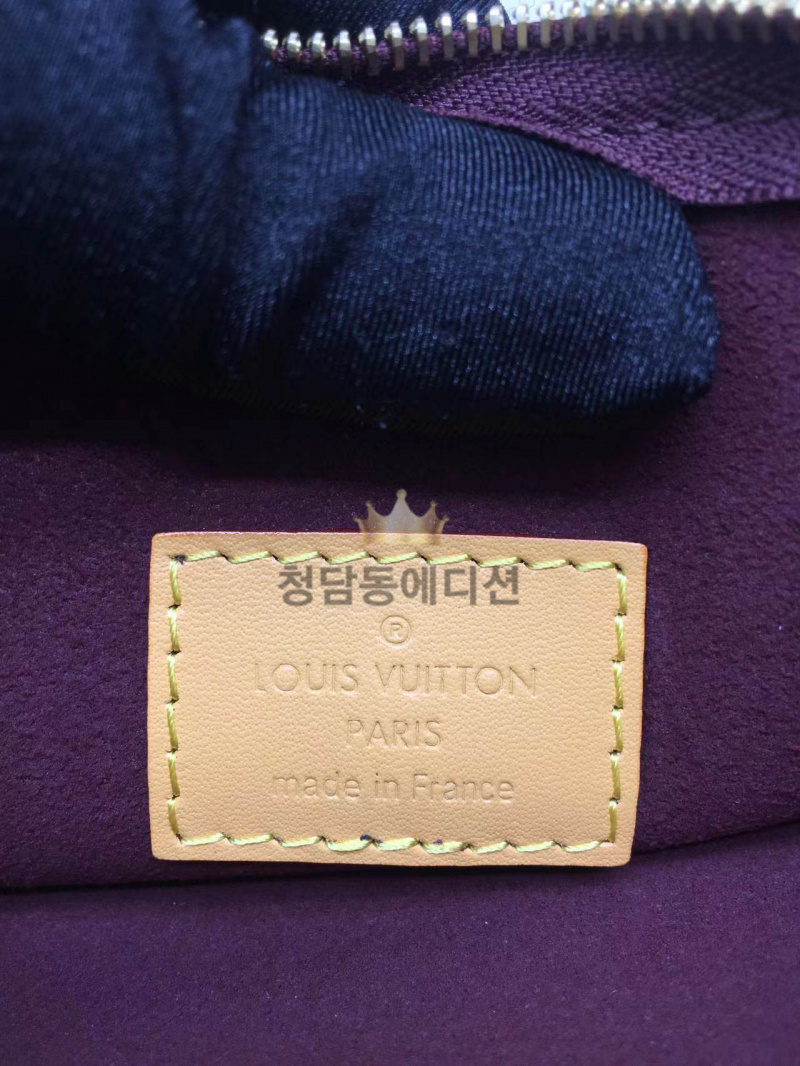 청담동에디션
®
LOUIS VUITTON
PARIS
made in France